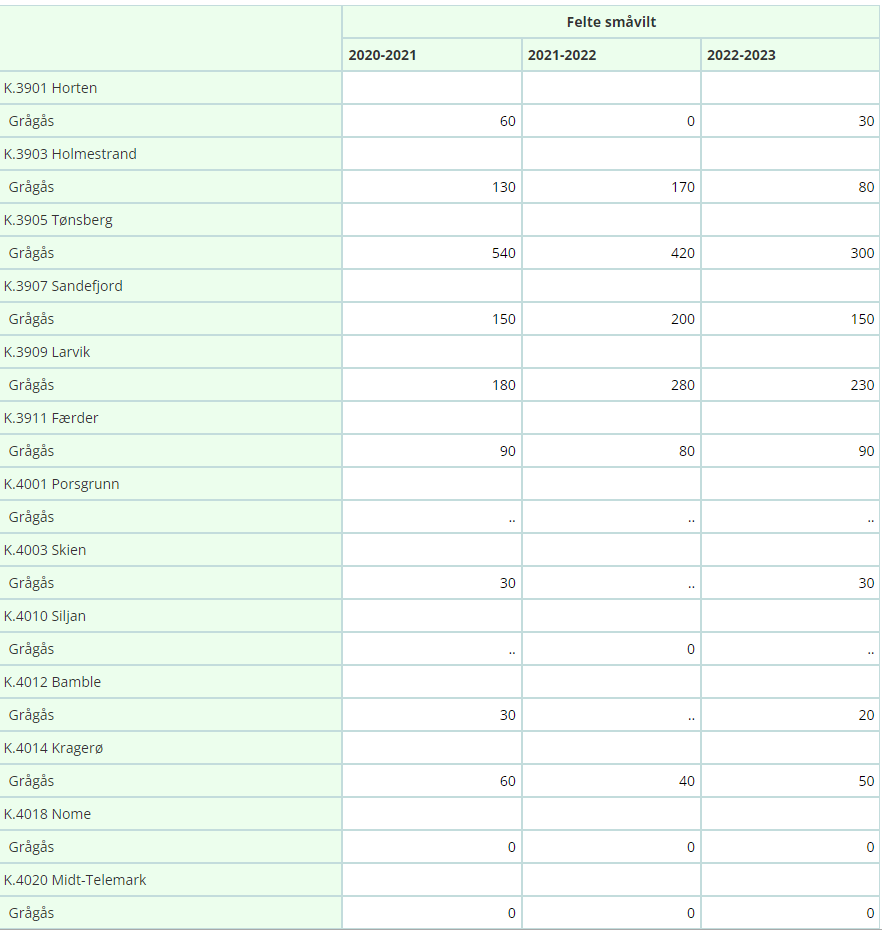 Felte småvilt
2020-2021 2021-2022 2022-2023
K.3901 Horten
Grågås 60 0 30
K.3903 Holmestrand
Grågås 130 170 80
K.3905 Tønsberg
Grågås 540 420 300
K.3907 Sandefjord
Grågås 150 200 150
K.3909 Larvik
Grågås 180 280 230
K.3911 Færder
Grågås 90 80 90
K.4001 Porsgrunn
Grågås .. .. ..
K.4003 Skien
Grågås 30 .. 30
K.4010 Siljan
Grågås .. 0 ..
K.4012 Bamble
Grågås 30 .. 20
K.4014 Kragerø
Grågås 60 40 50
K.4018 Nome
Grågås 0 0 0
K.4020 Midt-Telemark
Grågås 0 0 0